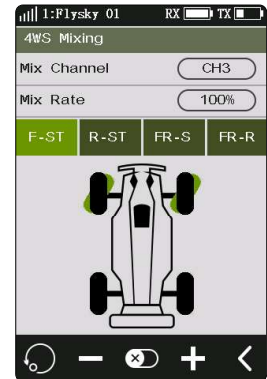 1:Flysky 01 RX TX
4WS Mixing
Mix Channel CH3
Mix Rate 100%
F-ST R-ST FR-S FR-R